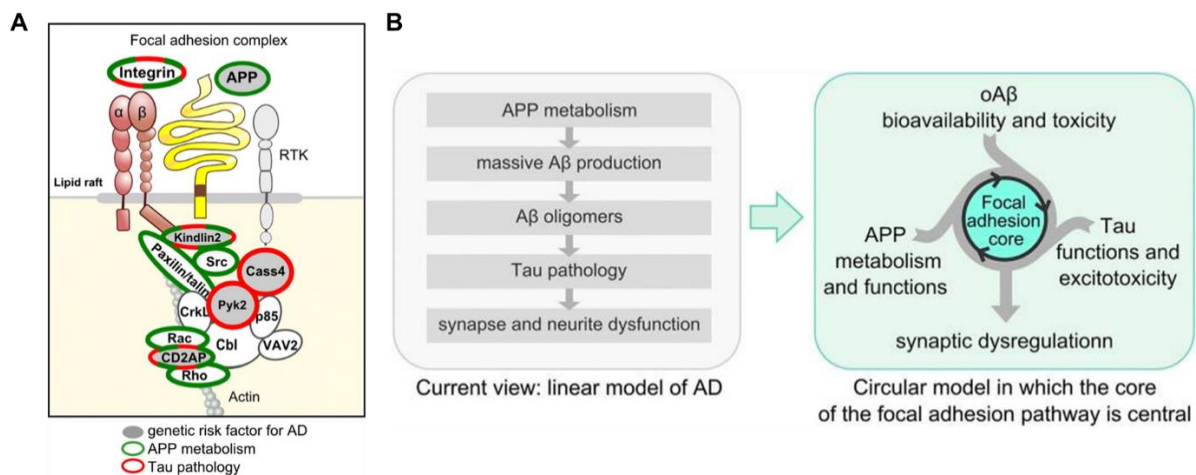 A
Focal adhesion complex
Integrin
APP
α
β
RTK
Lipid raft
Kindlin2
Src
Paxilin/talin
Cass4
Pyk2
CrkL
p85
Rac
Cbl
VAV2
CD2AP
Rho
Actin
genetic risk factor for AD
APP metabolism
Tau pathology
B
APP metabolism
massive Aβ production
Aβ oligomers
Tau pathology
synapse and neurite dysfunction
Current view: linear model of AD
oAβ
bioavailability and toxicity
Focal
adhesion
core
APP
metabolism
and functions
Tau
functions and
excitotoxicity
synaptic dysregulationn
Circular model in which the core
of the focal adhesion pathway is central